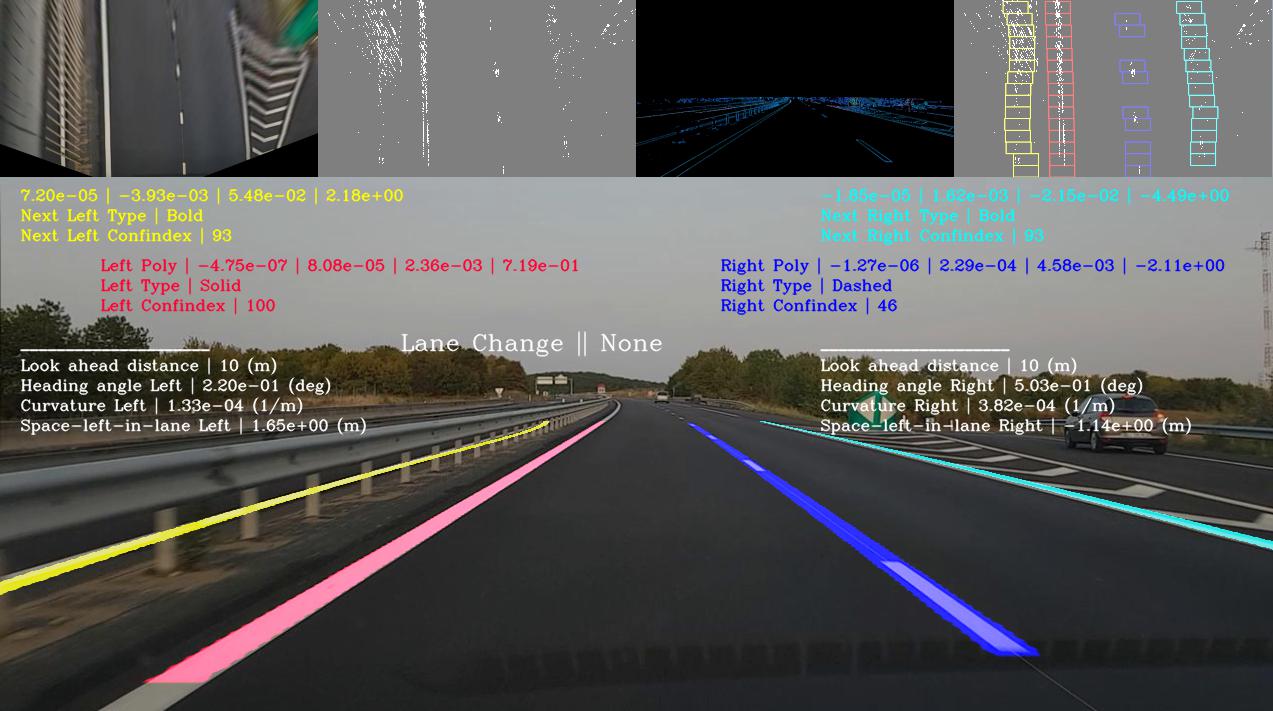 7.20e-05 | -3.93e-03 | 5.48e-02 | 2.18e+00
Next Left Type | Bold
Next Left Confindex | 93
-1.85e-05 | 1.62e-03 | -2.15e-02 | -4.49e+00
Next Right Type | Bold
Next Right Confindex | 93
Left Poly | -4.75e-07 | 8.08e-05 | 2.36e-03 | 7.19e-01
Left Type | Solid
Left Confindex | 100
Right Poly | -1.27e-06 | 2.29e-04 | 4.58e-03 | -2.11e+00
Right Type | Dashed
Right Confindex | 46
Lane Change || None
Look ahead distance | 10 (m)
Heading angle Left | 2.20e-01 (deg)
Curvature Left | 1.33e-04 (1/m)
Space-left-in-lane Left | 1.65e+00 (m)
Look ahead distance | 10 (m)
Heading angle Right | 5.03e-01 (deg)
Curvature Right | 3.82e-04 (1/m)
Space-left-in-lane Right | -1.14e+00 (m)